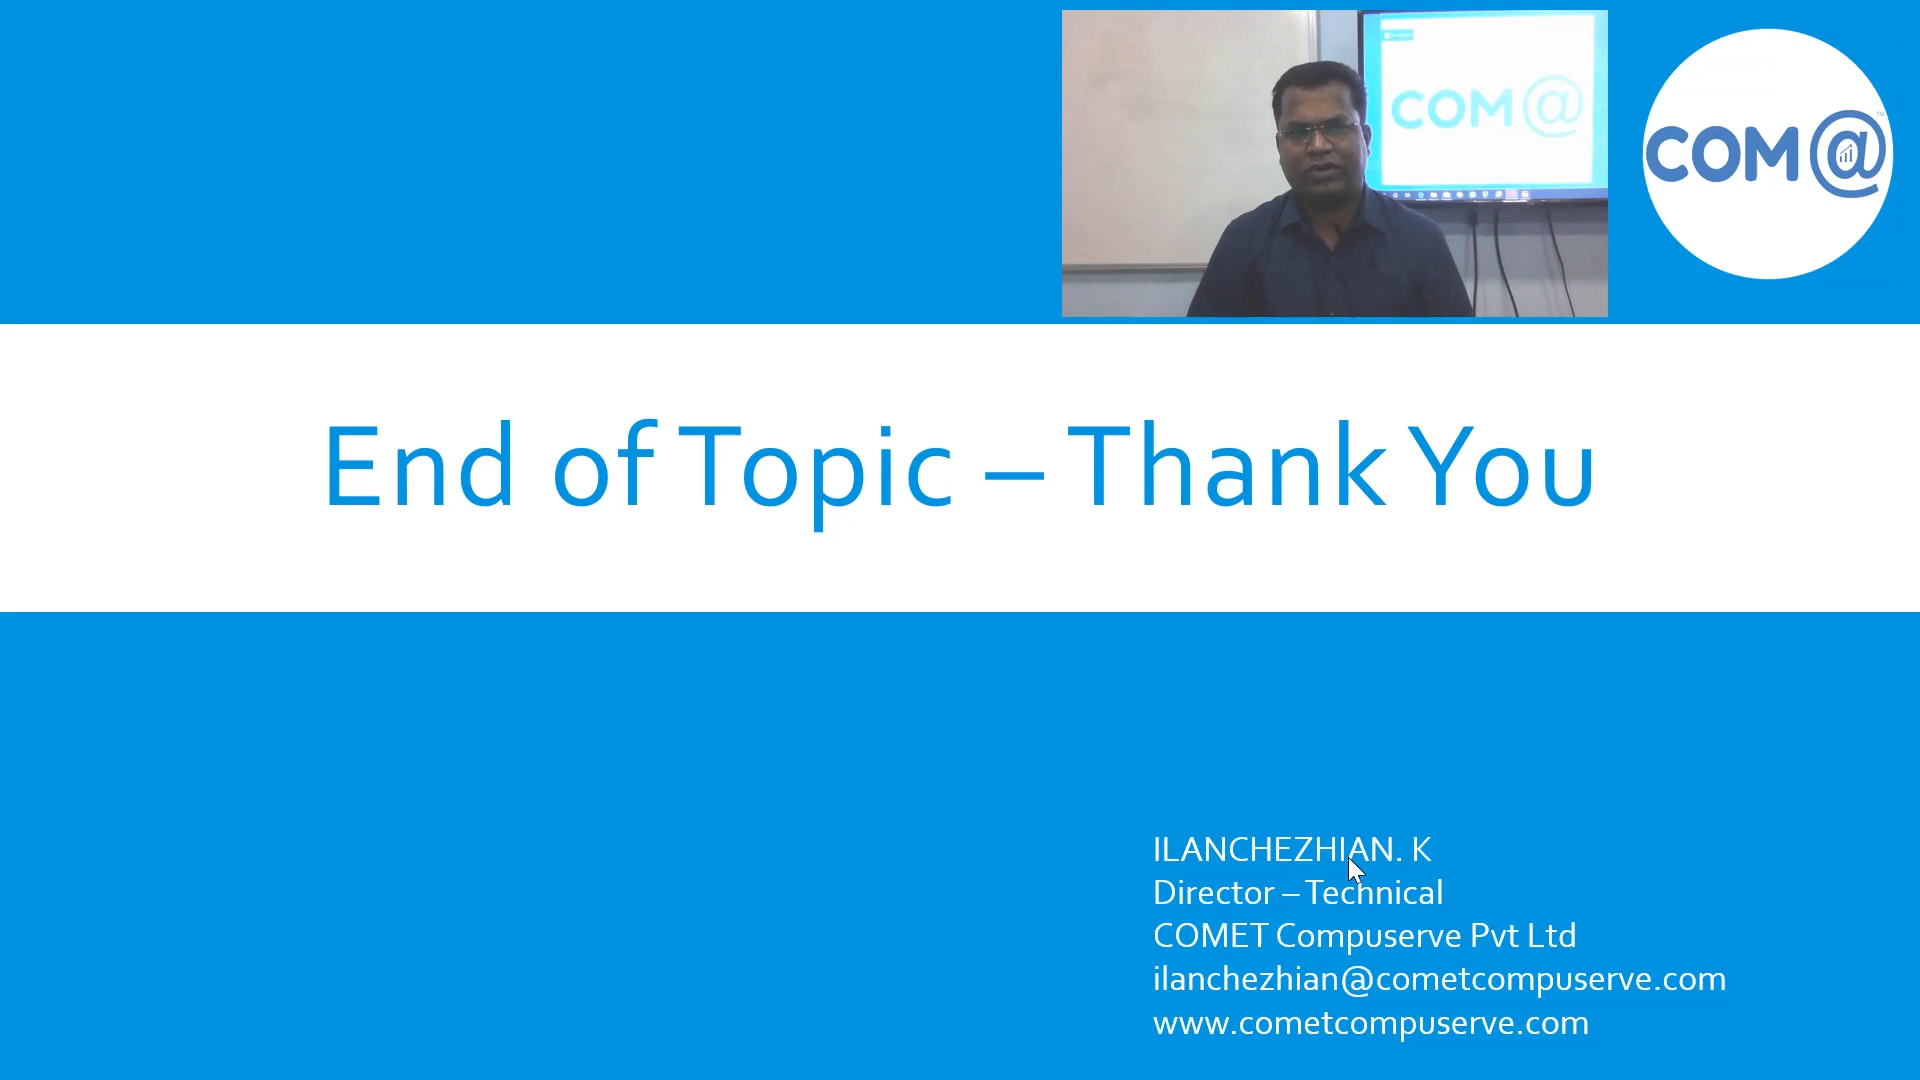 COM@
COM@
TM
End of Topic – Thank You
ILANCHEZHIAN. K
Director – Technical
COMET Compuserve Pvt Ltd
ilanchezhian@cometcompuserve.com
www.cometcompuserve.com